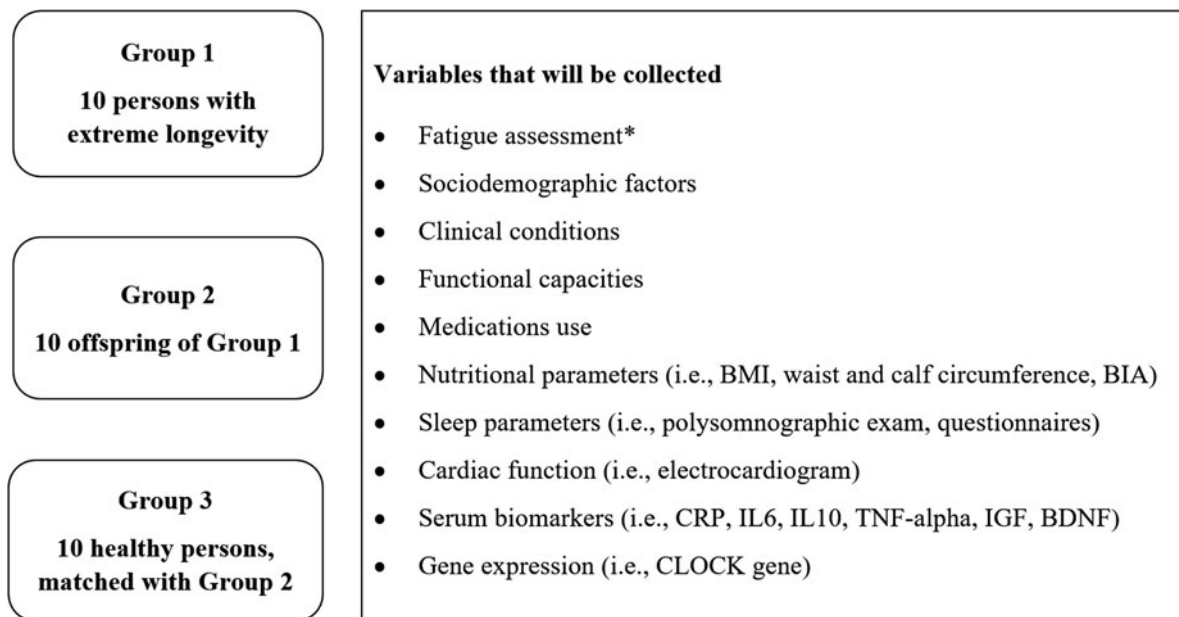 Group 1
10 persons with
extreme longevity
Group 2
10 offspring of Group 1
Group 3
10 healthy persons,
matched with Group 2
Variables that will be collected
• Fatigue assessment*
• Sociodemographic factors
• Clinical conditions
• Functional capacities
• Medications use
• Nutritional parameters (i.e., BMI, waist and calf circumference, BIA)
• Sleep parameters (i.e., polysomnographic exam, questionnaires)
• Cardiac function (i.e., electrocardiogram)
• Serum biomarkers (i.e., CRP, IL6, IL10, TNF-alpha, IGF, BDNF)
• Gene expression (i.e., CLOCK gene)